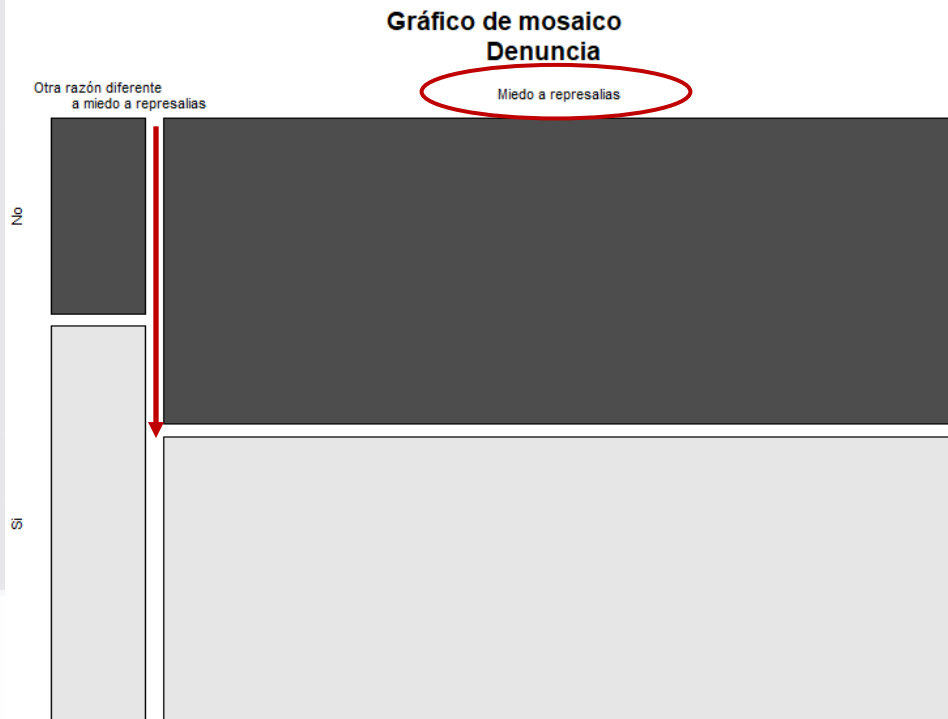 Gráfico de mosaico
Denuncia
Otra razón diferente
a miedo a represalias
Miedo a represalias
No
Si